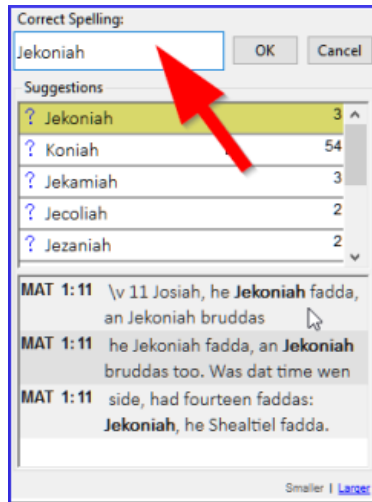 Correct Spelling:
Jekoniah OK Cancel
Suggestions
? Jekoniah 3
? Koniah 54
? Jekamiah 3
? Jecoliah 2
? Jezaniah 2
MAT 1:11 \v 11 Josiah, he Jekoniah fadda,
an Jekoniah bruddas
MAT 1:11 he Jekoniah fadda, an Jekoniah
bruddas too. Was dat time wen
MAT 1:11 side, had fourteen faddas:
Jekoniah, he Shealtiel fadda.
Smaller | Larger